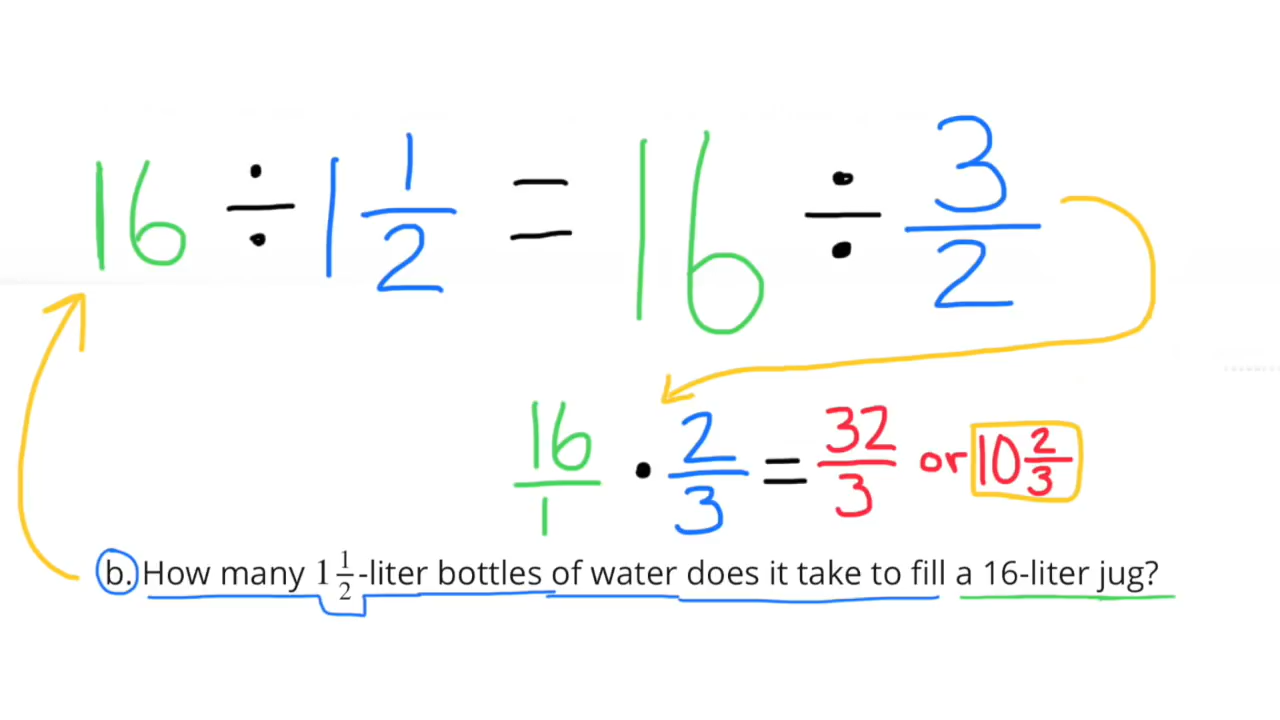 16 ÷ 1 1/2 = 16 ÷ 3/2
16/1 · 2/3 = 32/3 or 10 2/3
b. How many 1 1/2-liter bottles of water does it take to fill a 16-liter jug?